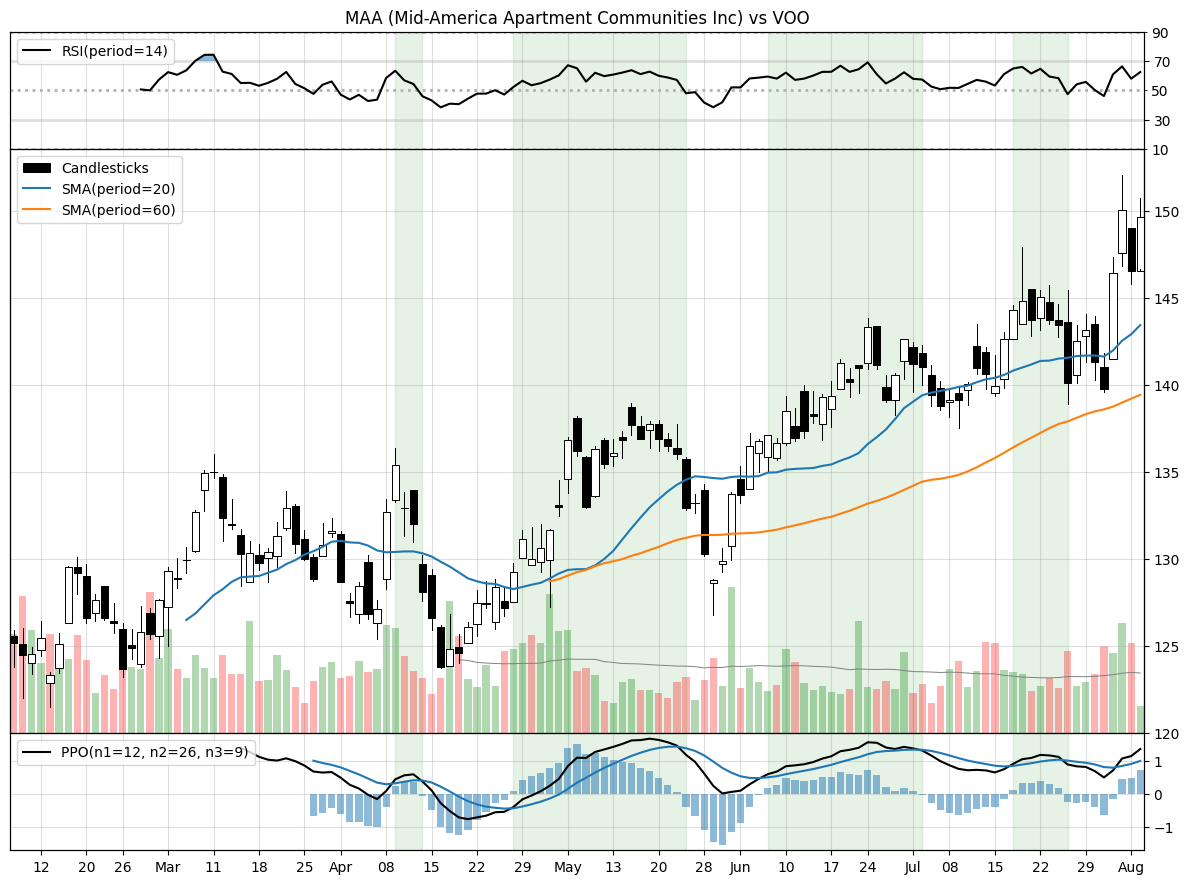 MAA (Mid-America Apartment Communities Inc) vs VOO
RSI(period=14)
90
70
50
30
10
Candlesticks
SMA(period=20)
SMA(period=60)
150
145
140
135
130
125
120
PPO(n1=12, n2=26, n3=9)
1
0
−1
12 20 26 Mar 11 18 25 Apr 08 15 22 29 May 13 20 28 Jun 10 17 24 Jul 08 15 22 29 Aug